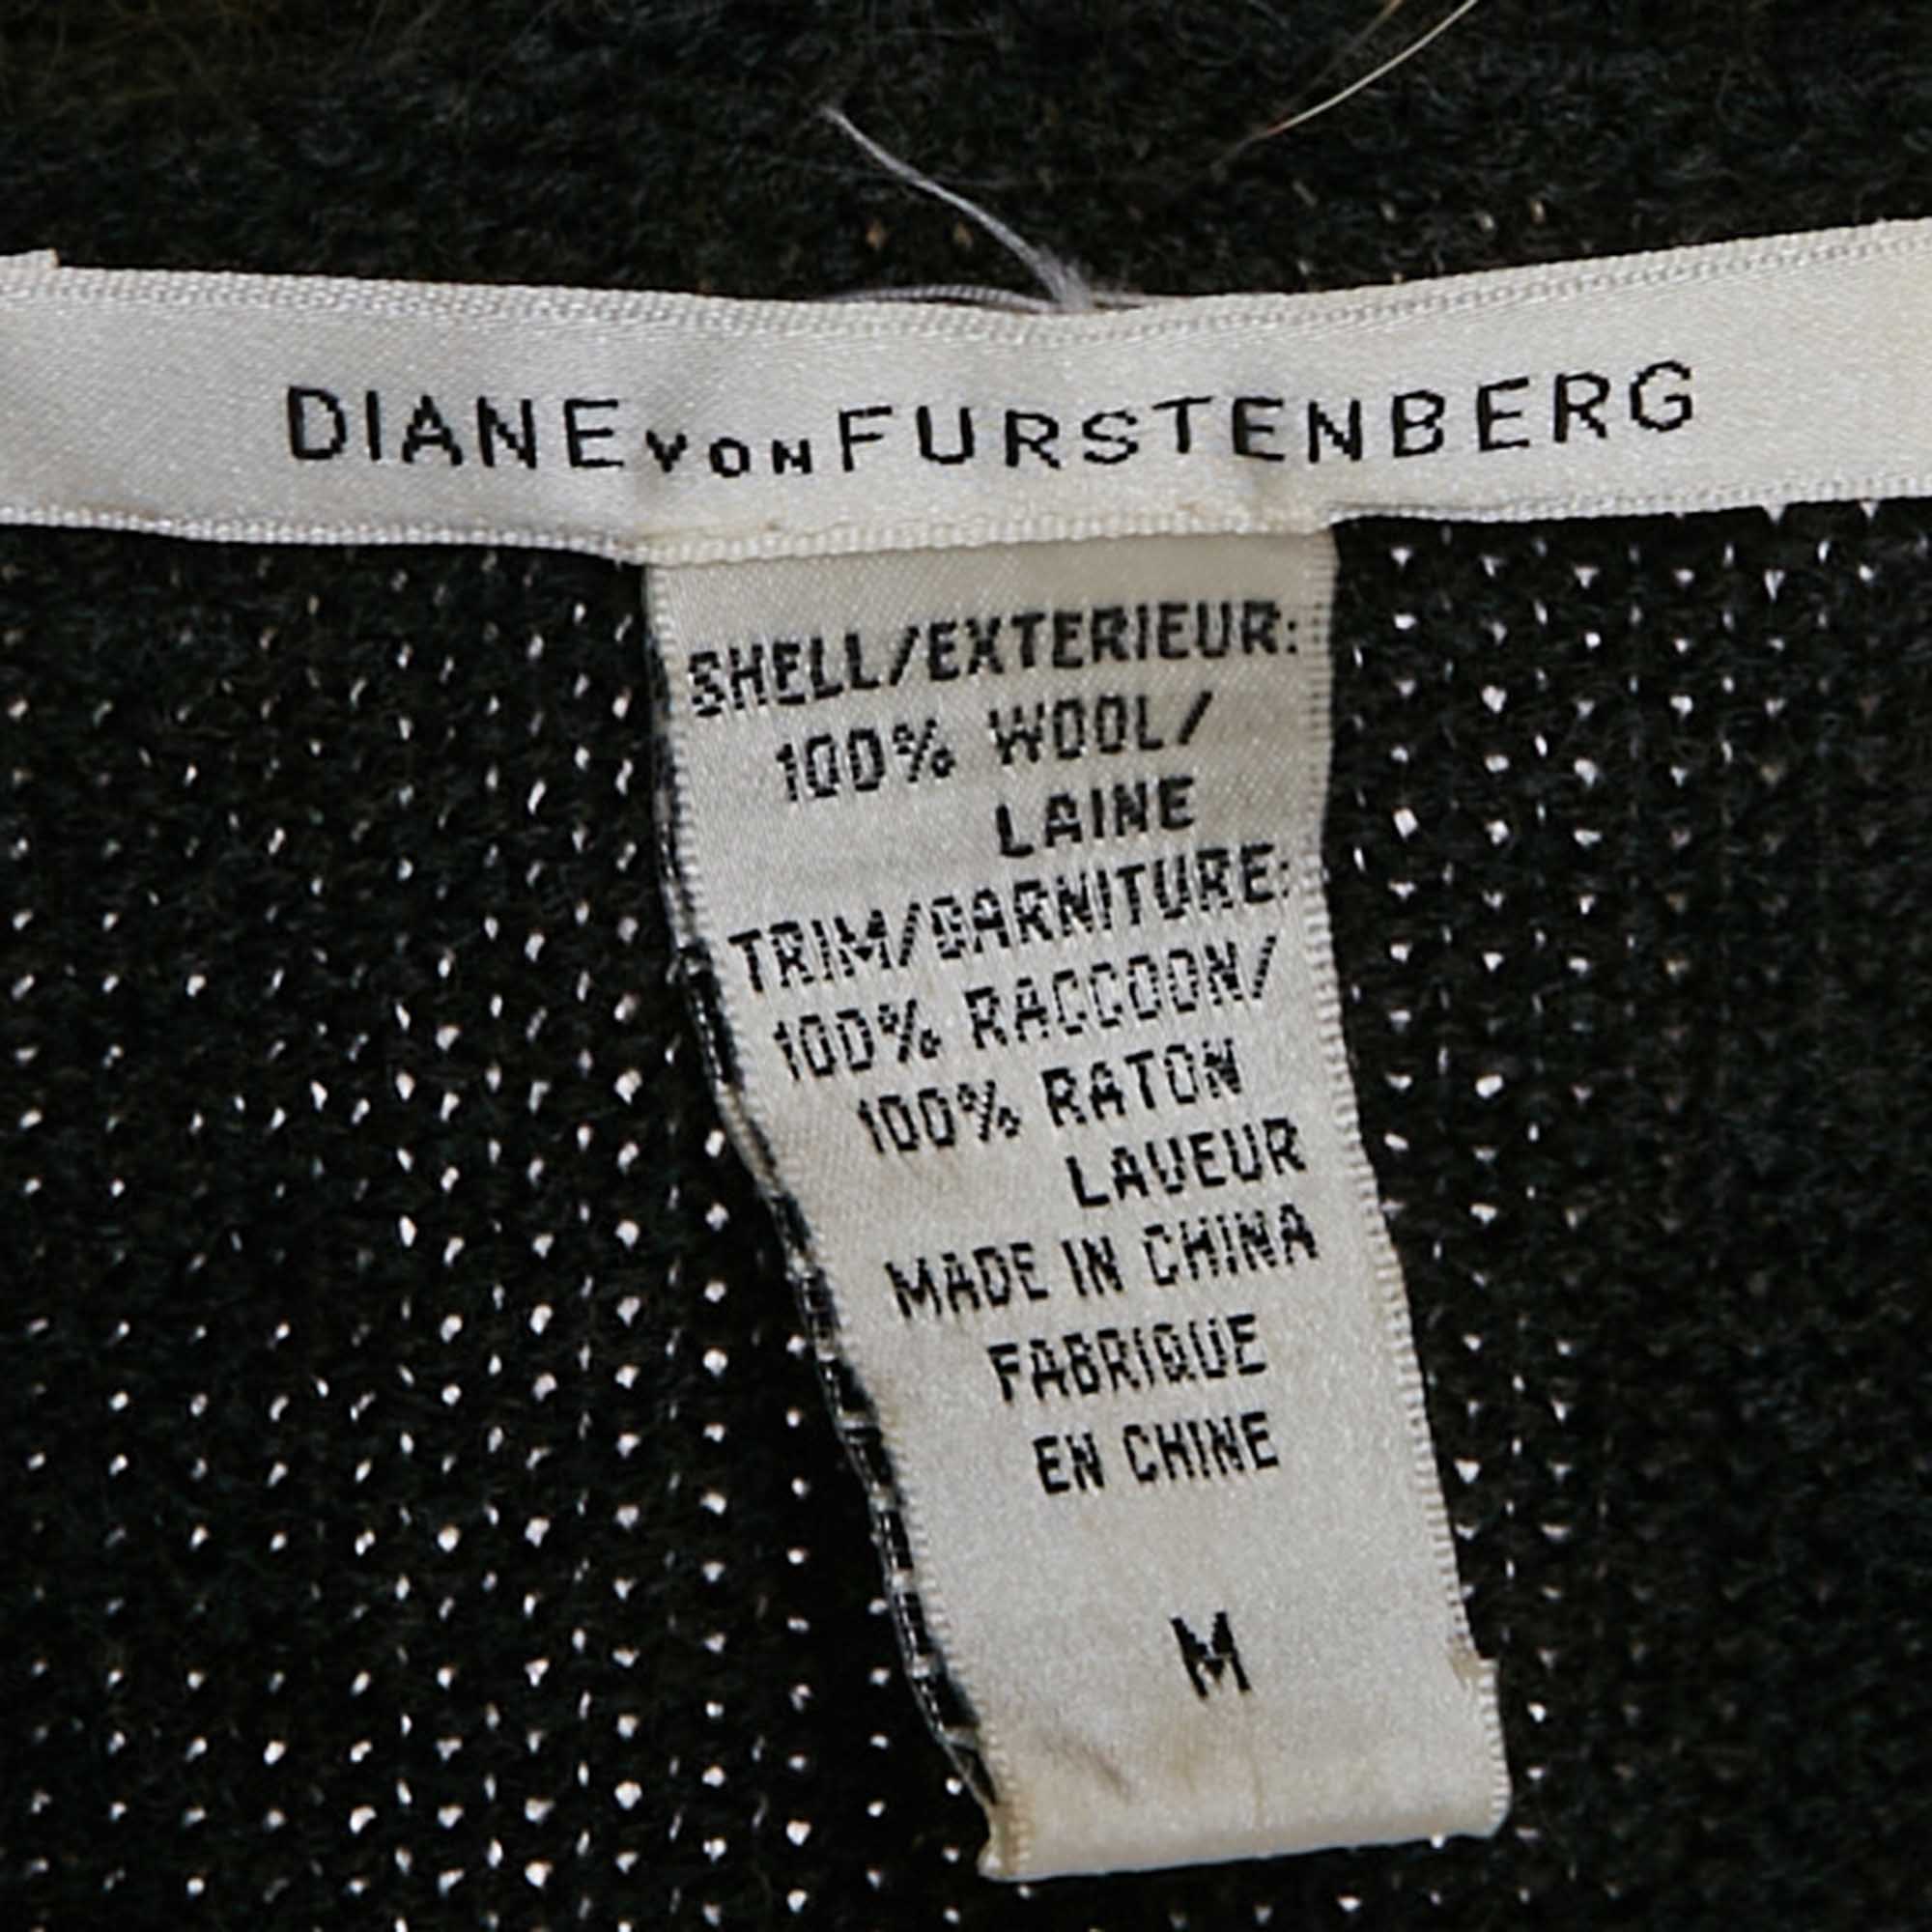 DIANE VON FURSTENBERG
SHELL/EXTERIEUR:
100% WOOL/
LAINE
TRIM/GARNITURE:
100% RACCOON/
100% RATON
LAVEUR
MADE IN CHINA
FABRIQUE
EN CHINE
M